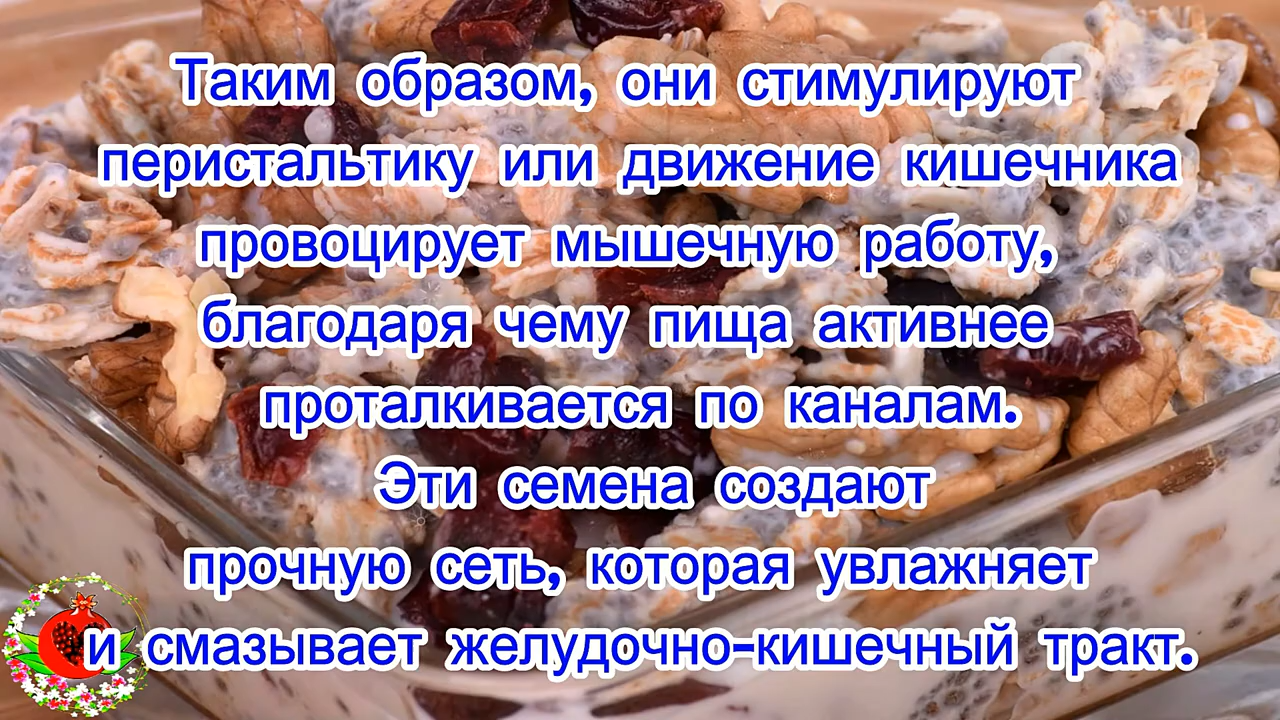 Таким образом, они стимулируют
перистальтику или движение кишечника
провоцирует мышечную работу,
благодаря чему пища активнее
проталкивается по каналам.
Эти семена создают
прочную сеть, которая увлажняет
и смазывает желудочно-кишечный тракт.